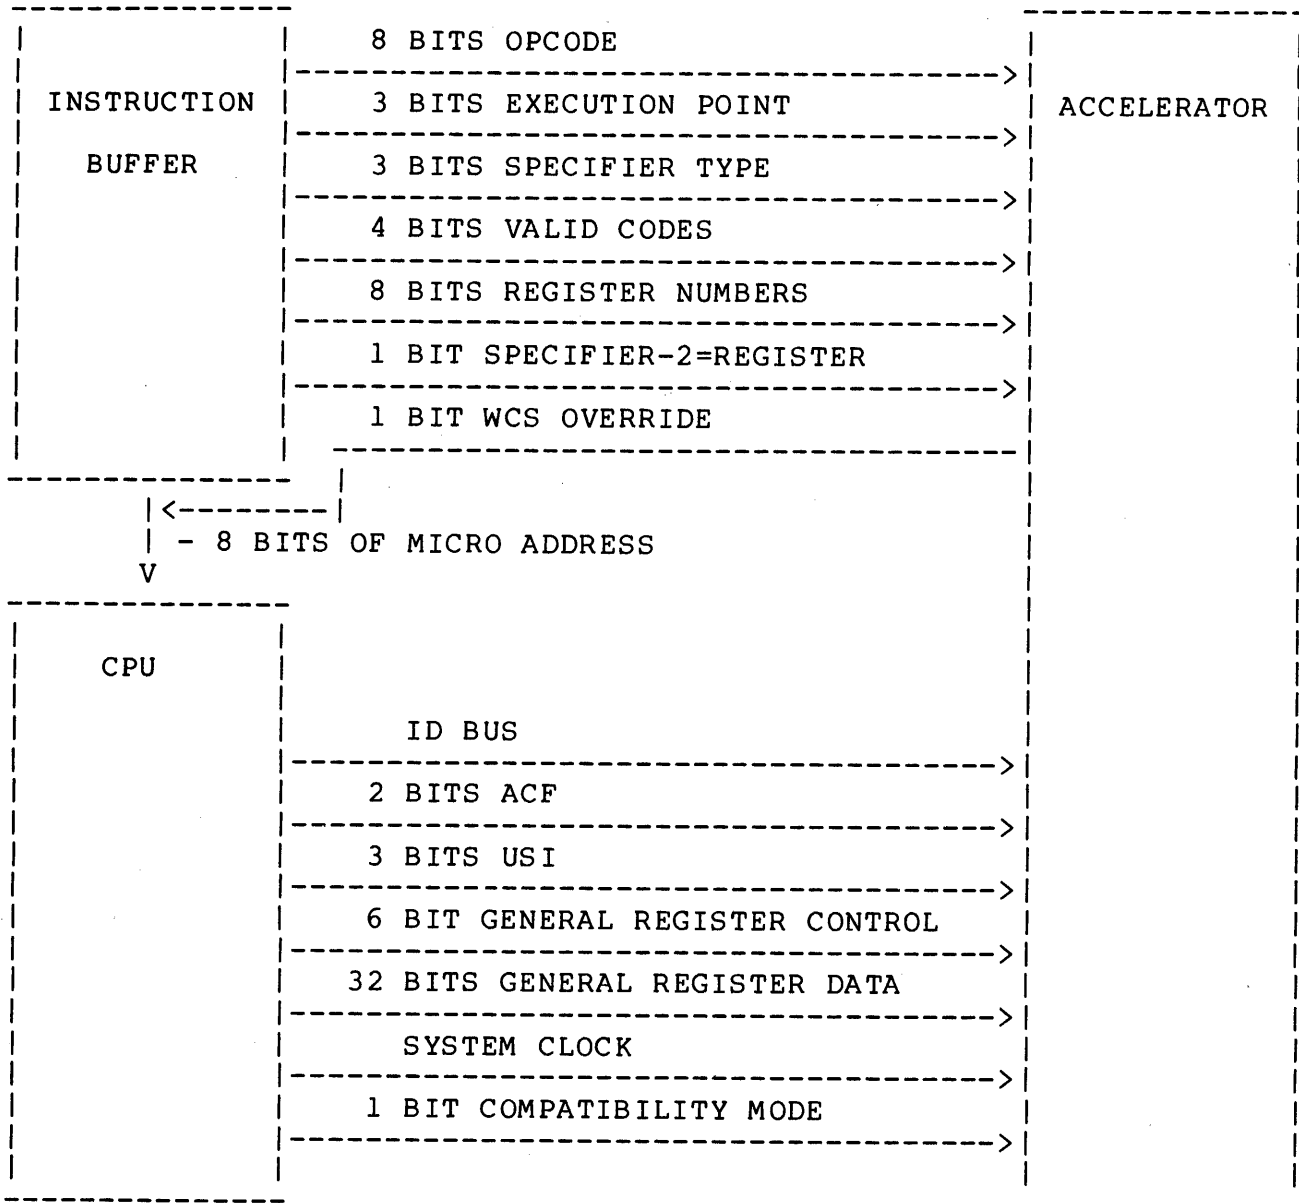 8 BITS OPCODE
INSTRUCTION
3 BITS EXECUTION POINT
ACCELERATOR
BUFFER
3 BITS SPECIFIER TYPE
4 BITS VALID CODES
8 BITS REGISTER NUMBERS
1 BIT SPECIFIER-2=REGISTER
1 BIT WCS OVERRIDE
- 8 BITS OF MICRO ADDRESS
CPU
ID BUS
2 BITS ACF
3 BITS USI
6 BIT GENERAL REGISTER CONTROL
32 BITS GENERAL REGISTER DATA
SYSTEM CLOCK
1 BIT COMPATIBILITY MODE